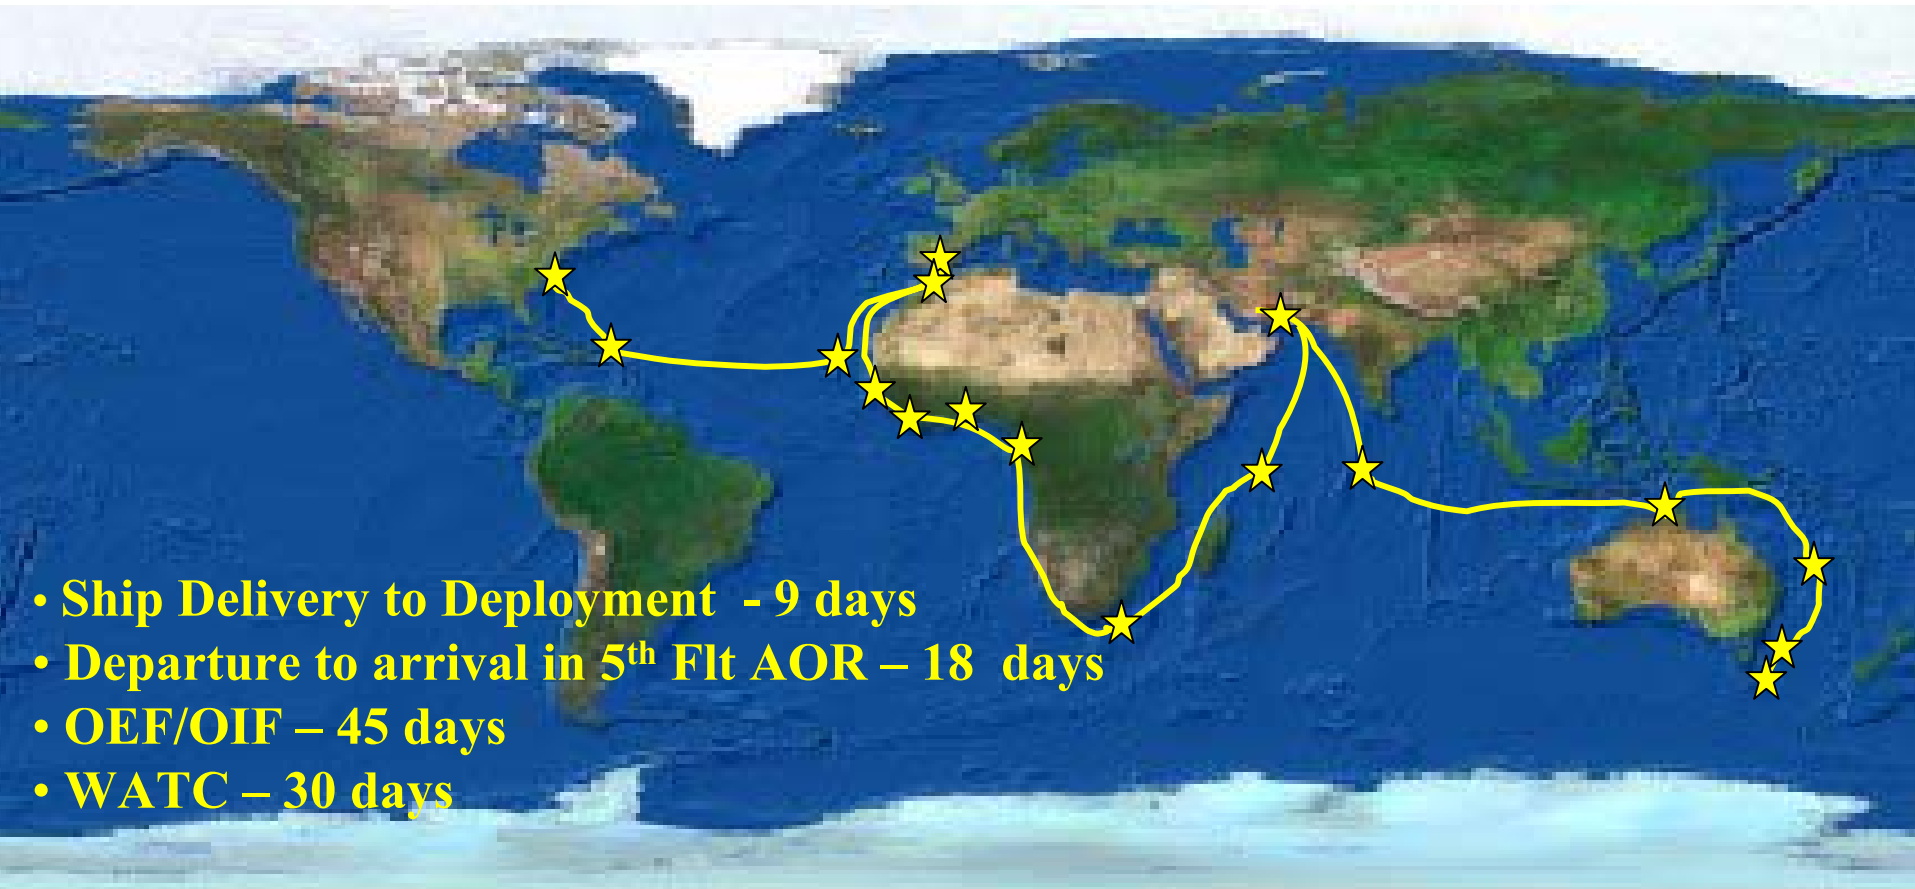 • Ship Delivery to Deployment - 9 days
• Departure to arrival in 5th Flt AOR – 18 days
• OEF/OIF – 45 days
• WATC – 30 days